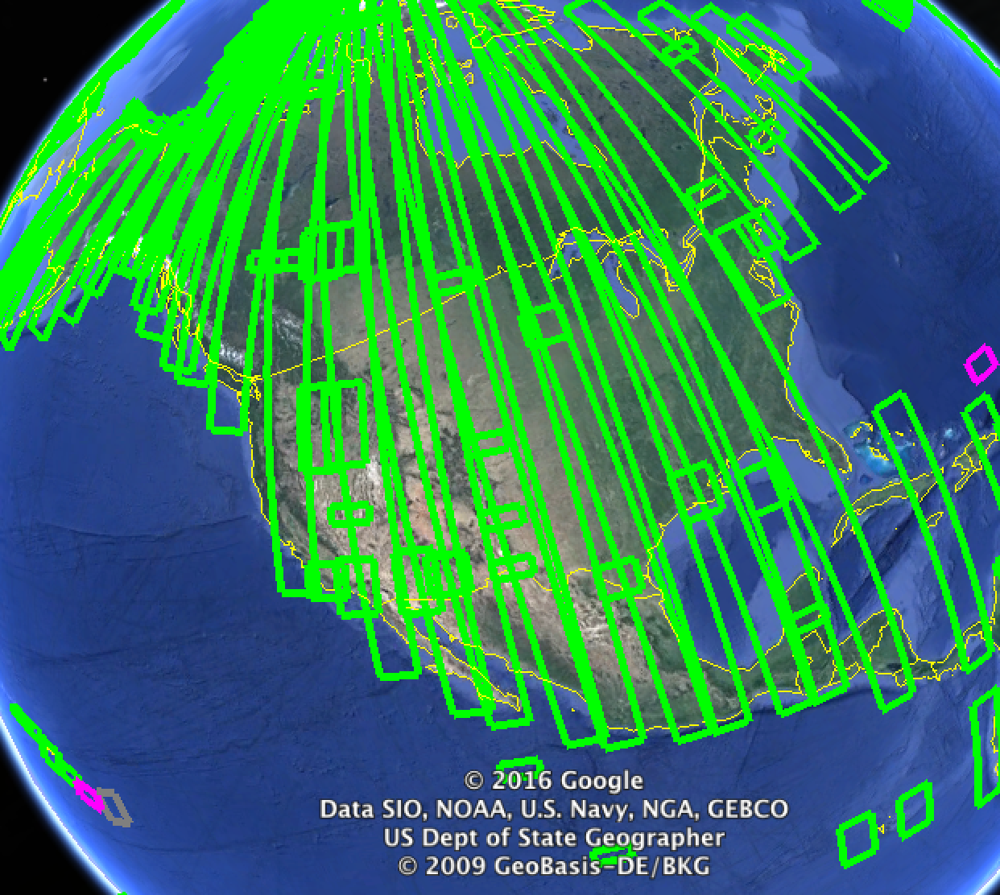 © 2016 Google
Data SIO, NOAA, U.S. Navy, NGA, GEBCO
US Dept of State Geographer
© 2009 GeoBasis-DE/BKG